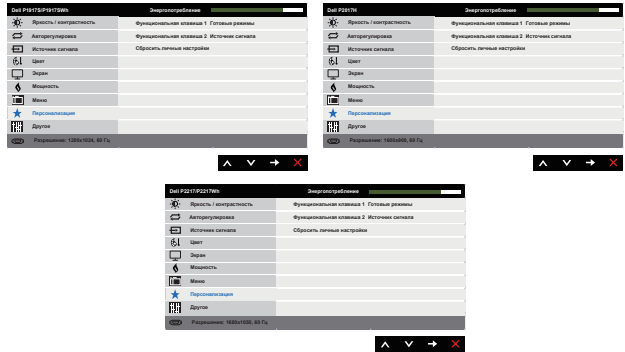 Dell P1917S/P1917SWh Энергопотребление
Яркость / контрастность Функциональная клавиша 1 Готовые режимы
Авторегулировка Функциональная клавиша 2 Источник сигнала
Источник сигнала Сбросить личные настройки
Цвет
Экран
Мощность
Меню
Персонализация
Другое
Разрешение: 1280x1024, 60 Гц
Dell P2017H Энергопотребление
Яркость / контрастность Функциональная клавиша 1 Готовые режимы
Авторегулировка Функциональная клавиша 2 Источник сигнала
Источник сигнала Сбросить личные настройки
Цвет
Экран
Мощность
Меню
Персонализация
Другое
Разрешение: 1600x900, 60 Гц
Dell P2217/P2217Wh Энергопотребление
Яркость / контрастность Функциональная клавиша 1 Готовые режимы
Авторегулировка Функциональная клавиша 2 Источник сигнала
Источник сигнала Сбросить личные настройки
Цвет
Экран
Мощность
Меню
Персонализация
Другое
Разрешение: 1680x1050, 60 Гц